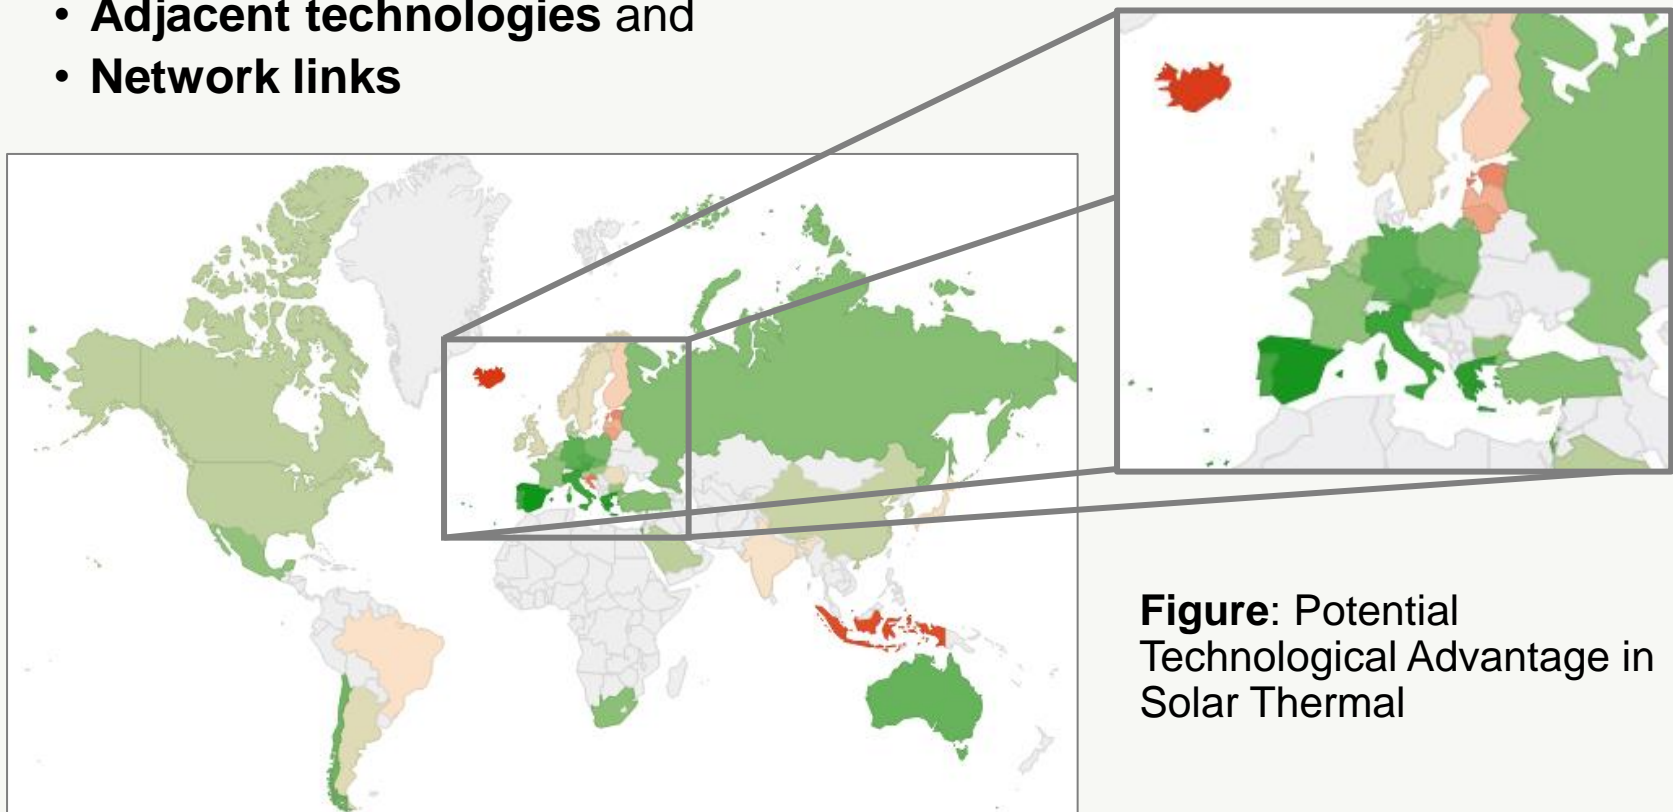 • Adjacent technologies and
• Network links
Figure: Potential
Technological Advantage in
Solar Thermal